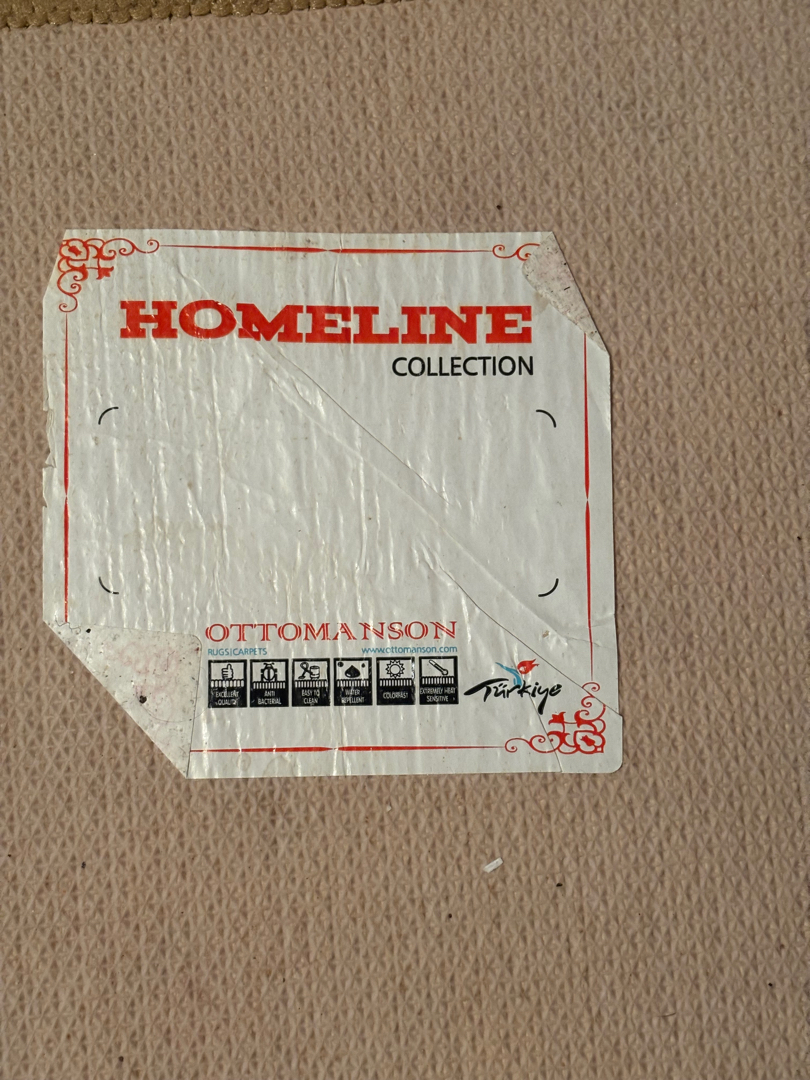 HOMELINE
COLLECTION
OTTOMANSON
RUGS|CARPETS www.ottomanson.com
EXCELLENT QUALITY
ANTI BACTERIAL
EASY TO CLEAN
WATER REPELLENT
COLORFAST
EXTREMELY HEAT SENSITIVE
Türkiye